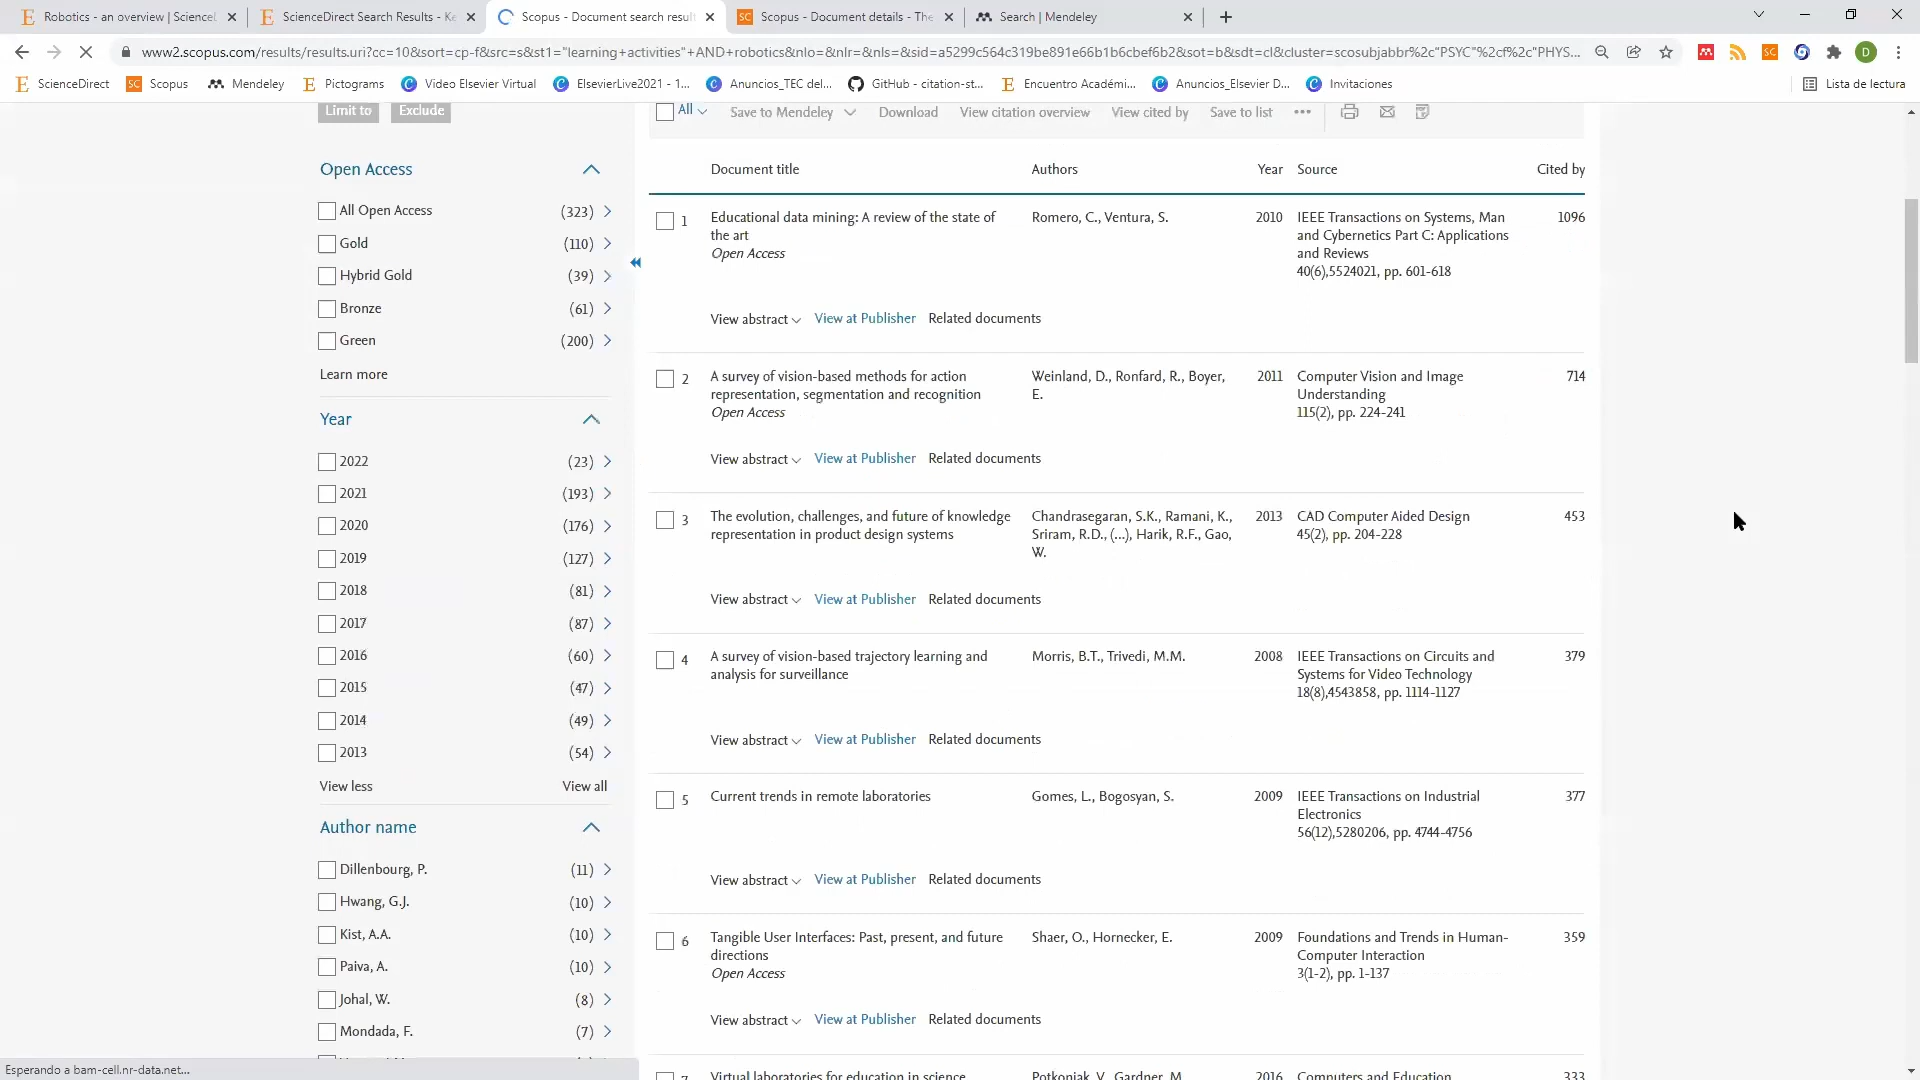 Robotics - an overview | Science
ScienceDirect Search Results - Ke
Scopus - Document search result
Scopus - Document details - The
Search | Mendeley
www2.scopus.com/results/results.uri?cc=10&sort=cp-f&src=s&st1="learning+activities"+AND+robotics&nlo=&nlr=&nls=&sid=a5299c564c319be891e66b1b6cbef6b2&sot=b&sdt=cl&cluster=scosubjabbr%2c"PSYC"%2cf%2c"PHYS...
ScienceDirect
Scopus
Mendeley
Pictograms
Video Elsevier Virtual
ElsevierLive2021 - 1...
Anuncios_TEC del...
GitHub - citation-st...
Encuentro Académi...
Anuncios_Elsevier D...
Invitaciones
Lista de lectura
Limit to
Exclude
Open Access
All Open Access (323)
Gold (110)
Hybrid Gold (39)
Bronze (61)
Green (200)
Learn more
Year
2022 (23)
2021 (193)
2020 (176)
2019 (127)
2018 (81)
2017 (87)
2016 (60)
2015 (47)
2014 (49)
2013 (54)
View less View all
Author name
Dillenbourg, P. (11)
Hwang, G.J. (10)
Kist, A.A. (10)
Paiva, A. (10)
Johal, W. (8)
Mondada, F. (7)
All Save to Mendeley Download View citation overview View cited by Save to list
Document title Authors Year Source Cited by
1 Educational data mining: A review of the state of Romero, C., Ventura, S. 2010 IEEE Transactions on Systems, Man 1096
the art and Cybernetics Part C: Applications
Open Access and Reviews
40(6),5524021, pp. 601-618
View abstract View at Publisher Related documents
2 A survey of vision-based methods for action Weinland, D., Ronfard, R., Boyer, 2011 Computer Vision and Image 714
representation, segmentation and recognition E. Understanding
Open Access 115(2), pp. 224-241
View abstract View at Publisher Related documents
3 The evolution, challenges, and future of knowledge Chandrasegaran, S.K., Ramani, K., 2013 CAD Computer Aided Design 453
representation in product design systems Sriram, R.D., (...), Harik, R.F., Gao, 45(2), pp. 204-228
W.
View abstract View at Publisher Related documents
4 A survey of vision-based trajectory learning and Morris, B.T., Trivedi, M.M. 2008 IEEE Transactions on Circuits and 379
analysis for surveillance Systems for Video Technology
18(8),4543858, pp. 1114-1127
View abstract View at Publisher Related documents
5 Current trends in remote laboratories Gomes, L., Bogosyan, S. 2009 IEEE Transactions on Industrial 377
Electronics
56(12),5280206, pp. 4744-4756
View abstract View at Publisher Related documents
6 Tangible User Interfaces: Past, present, and future Shaer, O., Hornecker, E. 2009 Foundations and Trends in Human- 359
directions Computer Interaction
Open Access 3(1-2), pp. 1-137
View abstract View at Publisher Related documents
7 Virtual laboratories for education in science Potkonjak, V., Gardner, M. 2016 Computers and Education 333
Esperando a bam-cell.nr-data.net...